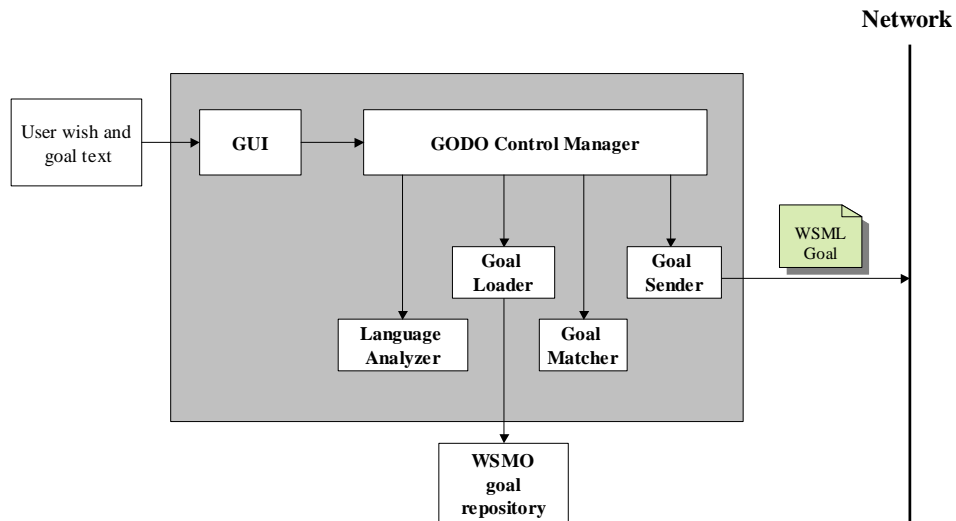 Network
User wish and
goal text
GUI
GODO Control Manager
WSML
Goal
Goal
Loader
Goal
Sender
Language
Analyzer
Goal
Matcher
WSMO
goal
repository